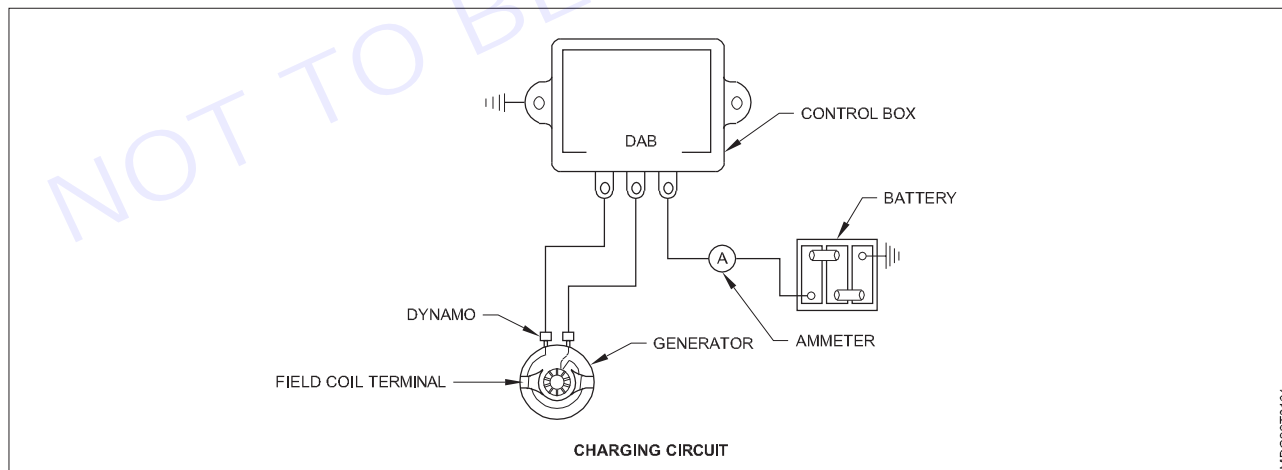 NOT TO BE
DAB
CONTROL BOX
BATTERY
A
DYNAMO
AMMETER
GENERATOR
FIELD COIL TERMINAL
CHARGING CIRCUIT